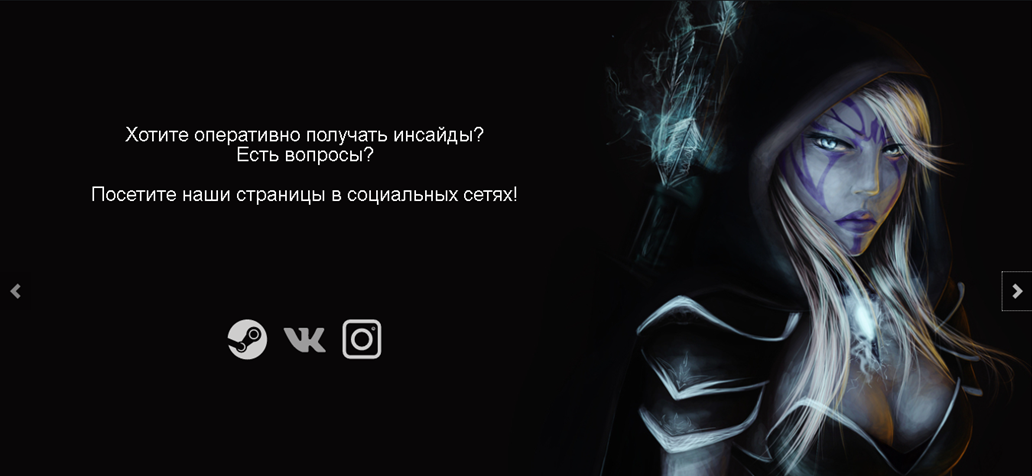 Хотите оперативно получать инсайды?
Есть вопросы?
Посетите наши страницы в социальных сетях!